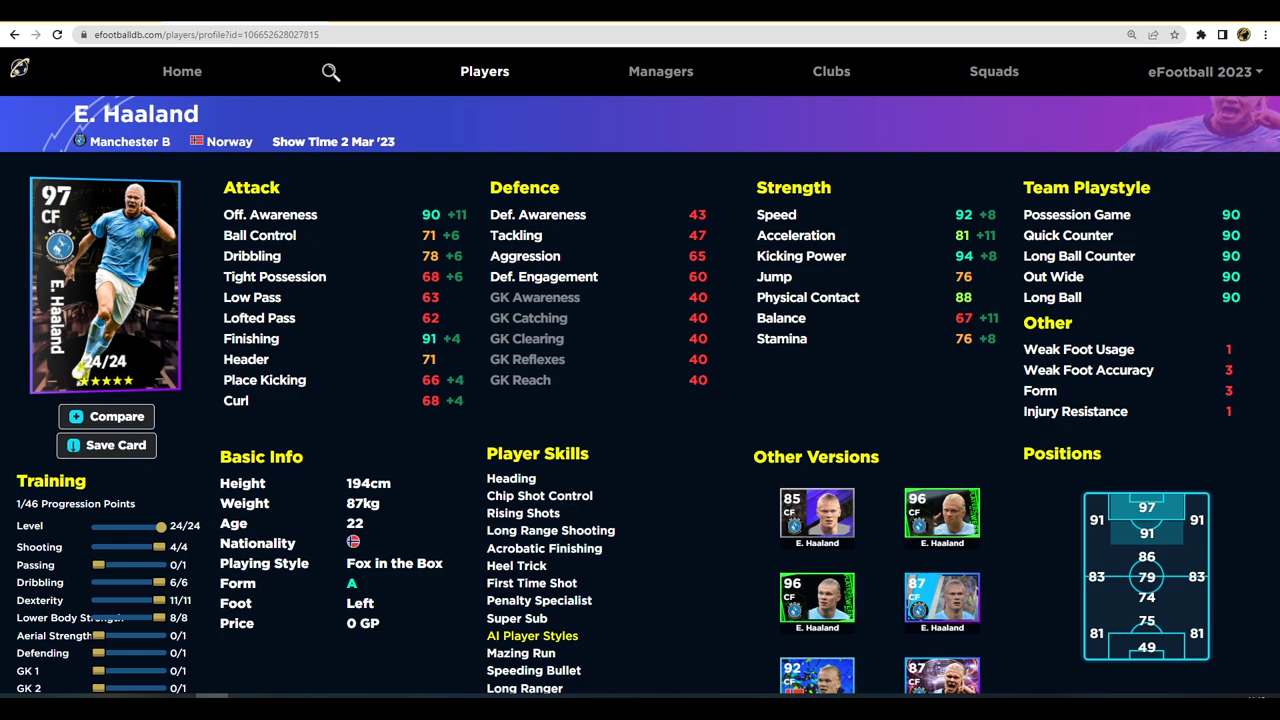 efootballdb.com/players/profile?id=106652628027815
Home
Players
Managers
Clubs
Squads
eFootball 2023
E. Haaland
Manchester B
Norway
Show Time 2 Mar '23
97
CF
E. Haaland
24/24
Compare
Save Card
Attack
Off. Awareness 90 +11
Ball Control 71 +6
Dribbling 78 +6
Tight Possession 68 +6
Low Pass 63
Lofted Pass 62
Finishing 91 +4
Header 71
Place Kicking 66 +4
Curl 68 +4
Defence
Def. Awareness 43
Tackling 47
Aggression 65
Def. Engagement 60
GK Awareness 40
GK Catching 40
GK Clearing 40
GK Reflexes 40
GK Reach 40
Strength
Speed 92 +8
Acceleration 81 +11
Kicking Power 94 +8
Jump 76
Physical Contact 88
Balance 67 +11
Stamina 76 +8
Team Playstyle
Possession Game 90
Quick Counter 90
Long Ball Counter 90
Out Wide 90
Long Ball 90
Other
Weak Foot Usage 1
Weak Foot Accuracy 3
Form 3
Injury Resistance 1
Training
1/46 Progression Points
Level 24/24
Shooting 4/4
Passing 0/1
Dribbling 6/6
Dexterity 11/11
Lower Body Strength 8/8
Aerial Strength 0/1
Defending 0/1
GK 1 0/1
GK 2 0/1
Basic Info
Height 194cm
Weight 87kg
Age 22
Nationality
Playing Style Fox in the Box
Form A
Foot Left
Price 0 GP
Player Skills
Heading
Chip Shot Control
Rising Shots
Long Range Shooting
Acrobatic Finishing
Heel Trick
First Time Shot
Penalty Specialist
Super Sub
AI Player Styles
Mazing Run
Speeding Bullet
Long Ranger
Other Versions
85
CF
E. Haaland
96
CF
E. Haaland
96
CF
E. Haaland
87
CF
E. Haaland
92
CF
87
CF
Positions
97
91 91
91
86
83 79 83
74
75
81 81
49